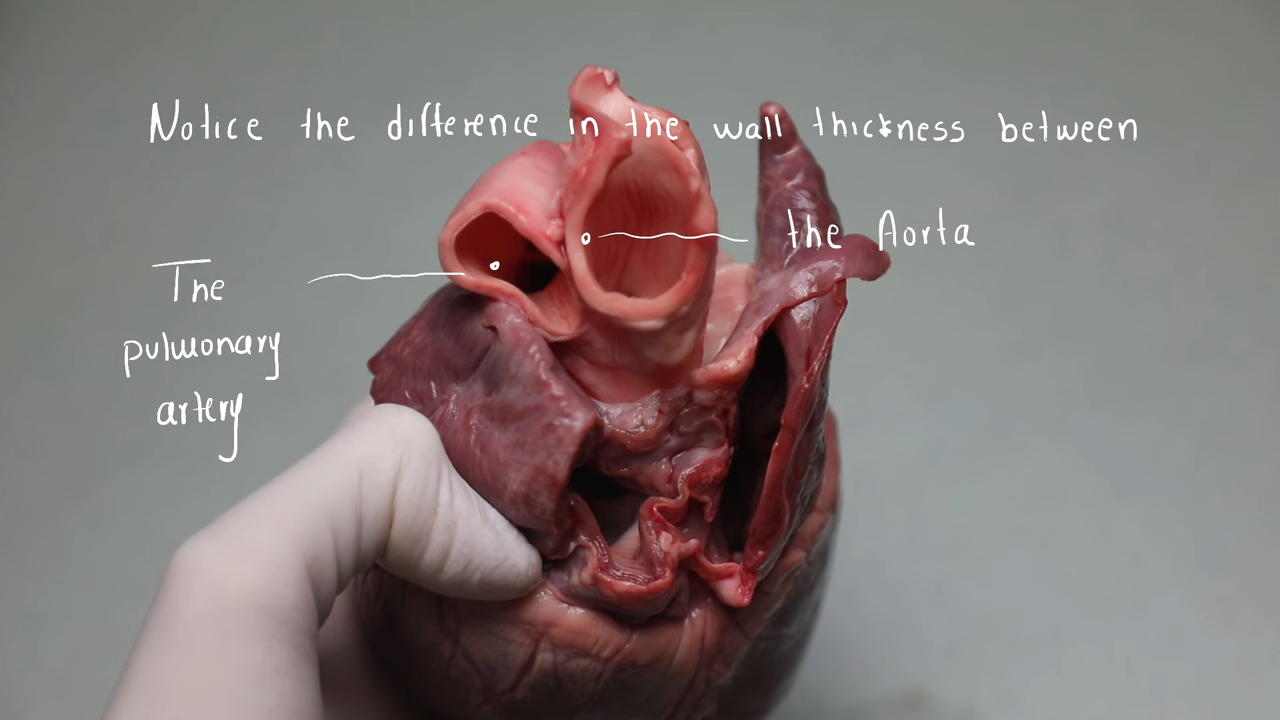 Notice the difference in the wall thickness between
the Aorta
The
pulmonary
artery